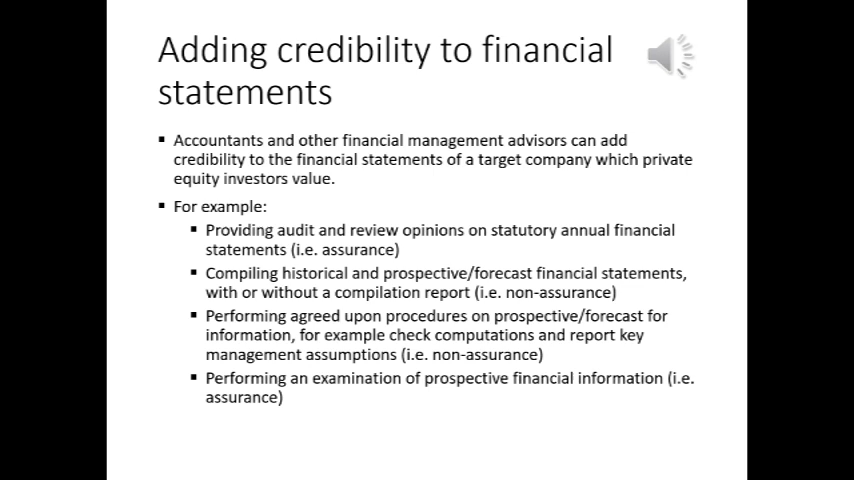 Adding credibility to financial
statements
▪ Accountants and other financial management advisors can add
credibility to the financial statements of a target company which private
equity investors value.
▪ For example:
▪ Providing audit and review opinions on statutory annual financial
statements (i.e. assurance)
▪ Compiling historical and prospective/forecast financial statements,
with or without a compilation report (i.e. non-assurance)
▪ Performing agreed upon procedures on prospective/forecast for
information, for example check computations and report key
management assumptions (i.e. non-assurance)
▪ Performing an examination of prospective financial information (i.e.
assurance)